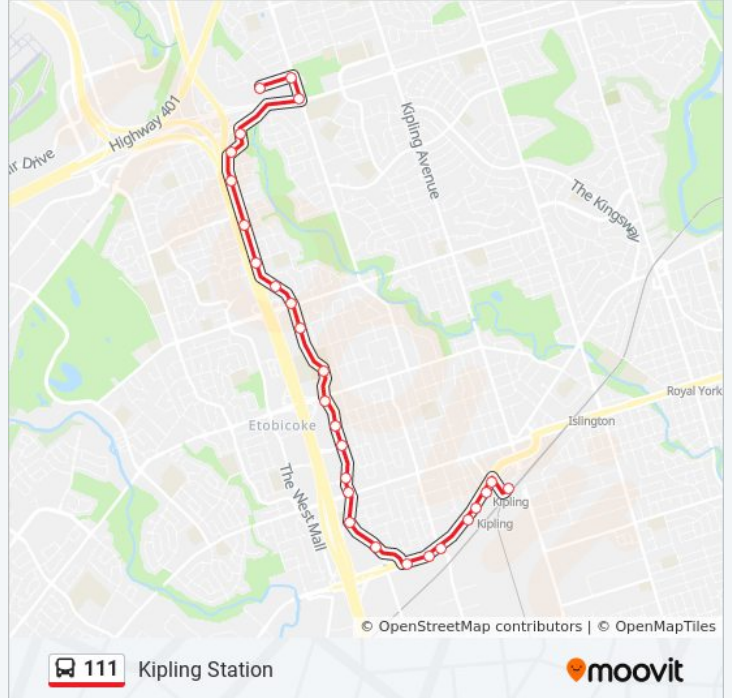 Highway 401
ir Drive
Kipling Avenue
The Kingsway
Royal York
Islington
Etobicoke
The West Mall
Kipling
Kipling
© OpenStreetMap contributors | © OpenMapTiles
111 Kipling Station
moovit